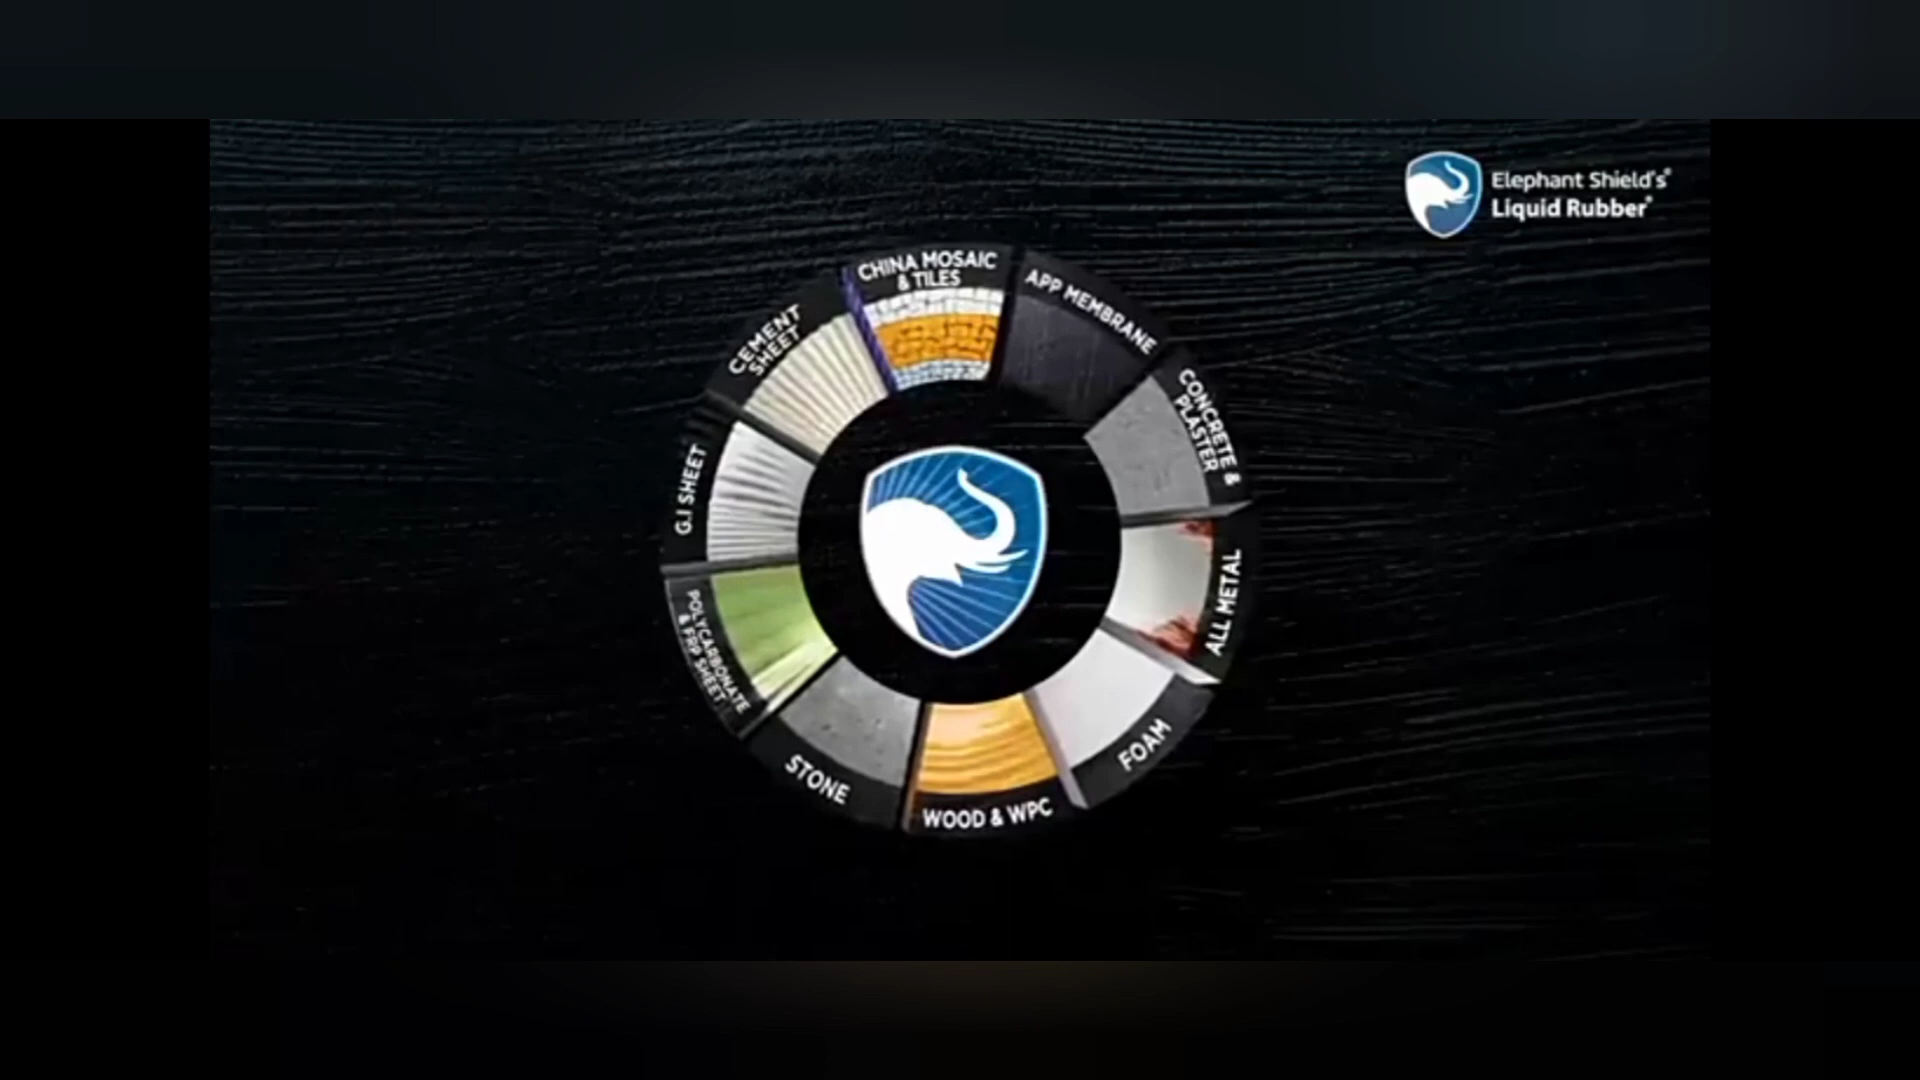 Elephant Shield's®
Liquid Rubber®
CHINA MOSAIC
& TILES
APP MEMBRANE
CONCRETE &
PLASTER
ALL METAL
FOAM
WOOD & WPC
STONE
POLYCARBONATE
& FRP SHEET
G.I SHEET
CEMENT
SHEET